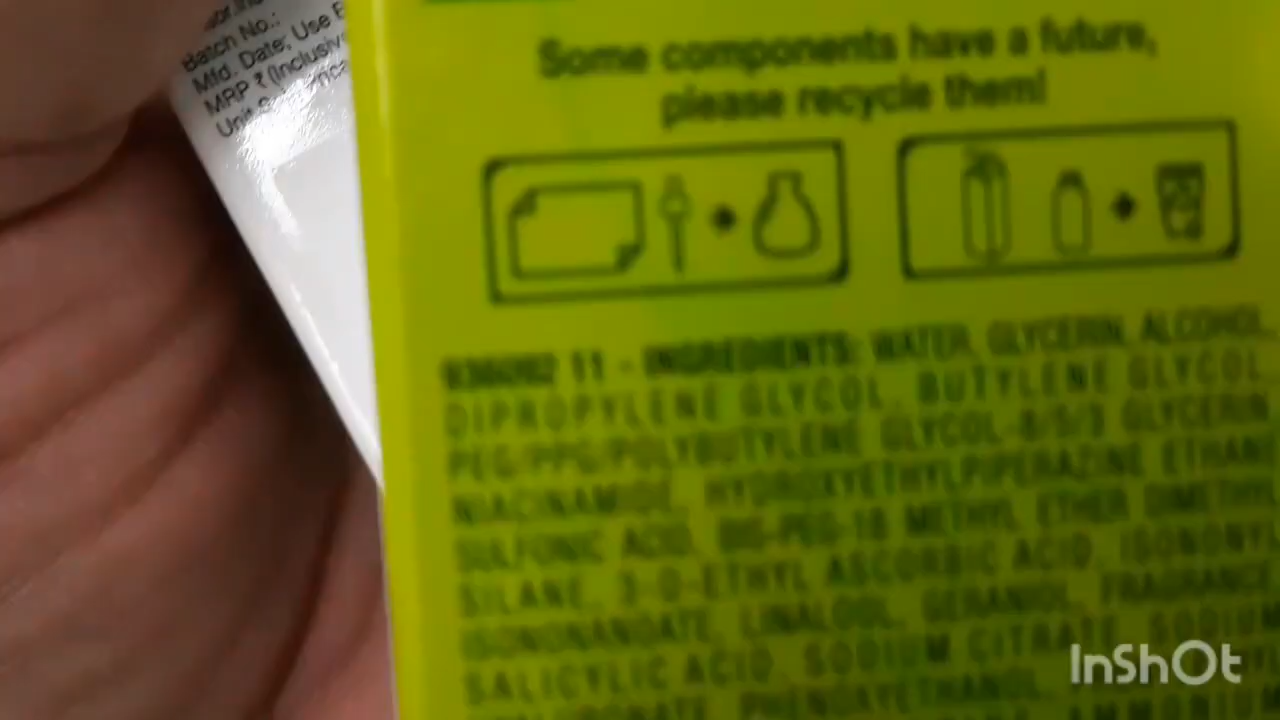 Batch No.:
Mfd. Date; Use
MRP ₹ (Inclusiv
Some components have a future,
please recycle them!
11 - INGREDIENTS: WATER, GLYCERIN, ALCOHOL,
DIPROPYLENE GLYCOL, BUTYLENE GLYCOL,
PEG/PPG/POLYBUTYLENE GLYCOL-8/5/3 GLYCERIN,
NIACINAMIDE, HYDROXYETHYLPIPERAZINE ETHANE
SULFONIC ACID, BIS-PEG-18 METHYL ETHER DIMETHYL
SILANE, 3-O-ETHYL ASCORBIC ACID, ISONONYL
ISONONANOATE, LINALOOL, GERANIOL, FRAGRANCE
SALICYLIC ACID, SODIUM CITRATE, SODIUM
PHENOXYETHANOL,
AMMONIUM
InShOt